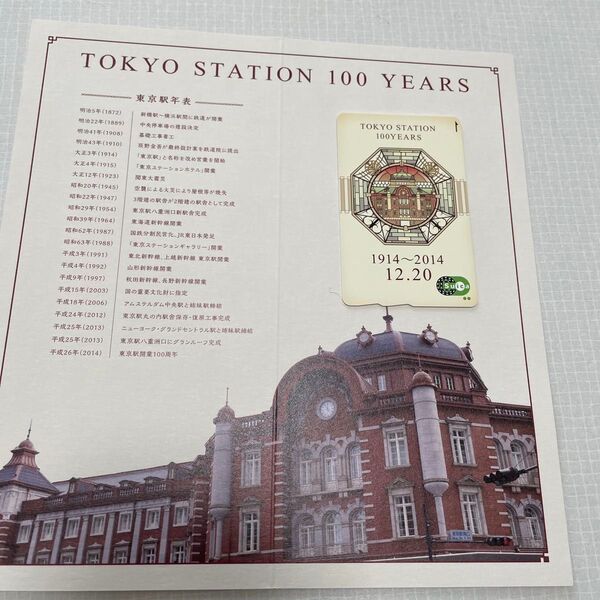 TOKYO STATION 100 YEARS
東京駅年表
明治5年(1872) 新橋駅〜横浜駅間に鉄道が開業
明治22年(1889) 中央停車場の建設決定
明治41年(1908) 基礎工事着工
明治43年(1910) 辰野金吾が最終設計案を鉄道院に提出
大正3年(1914) 「東京駅」と名称を改め営業を開始
大正4年(1915) 「東京ステーションホテル」開業
大正12年(1923) 関東大震災
昭和20年(1945) 空襲による火災により屋根等が焼失
昭和22年(1947) 3階建の駅舎が2階建の駅舎として完成
昭和29年(1954) 東京駅八重洲口新駅舎完成
昭和39年(1964) 東海道新幹線開業
昭和62年(1987) 国鉄分割民営化、JR東日本発足
昭和63年(1988) 「東京ステーションギャラリー」開業
平成3年(1991) 東北新幹線、上越新幹線 東京駅開業
平成4年(1992) 山形新幹線開業
平成9年(1997) 秋田新幹線、長野新幹線開業
平成15年(2003) 国の重要文化財に指定
平成18年(2006) アムステルダム中央駅と姉妹駅締結
平成24年(2012) 東京駅丸の内駅舎保存・復原工事完成
平成25年(2013) ニューヨーク・グランドセントラル駅と姉妹駅締結
平成25年(2013) 東京駅八重洲口にグランルーフ完成
平成26年(2014) 東京駅開業100周年
TOKYO STATION
100YEARS
1914〜2014
12.20
Suica